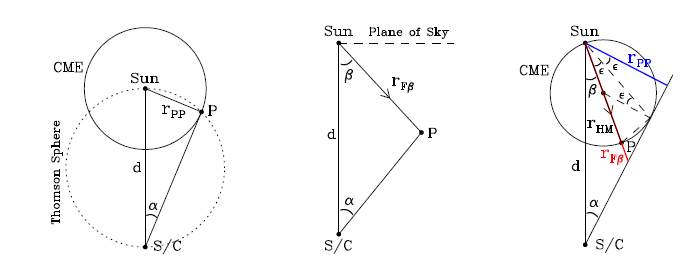 CME
Sun
P
r_PP
Thomson Sphere
d
α
S/C
Sun
Plane of Sky
β
r_Fβ
d
P
α
S/C
Sun
CME
r_PP
ϵ
ϵ
ϵ
β
r_HM
P
r_Fβ
d
α
S/C